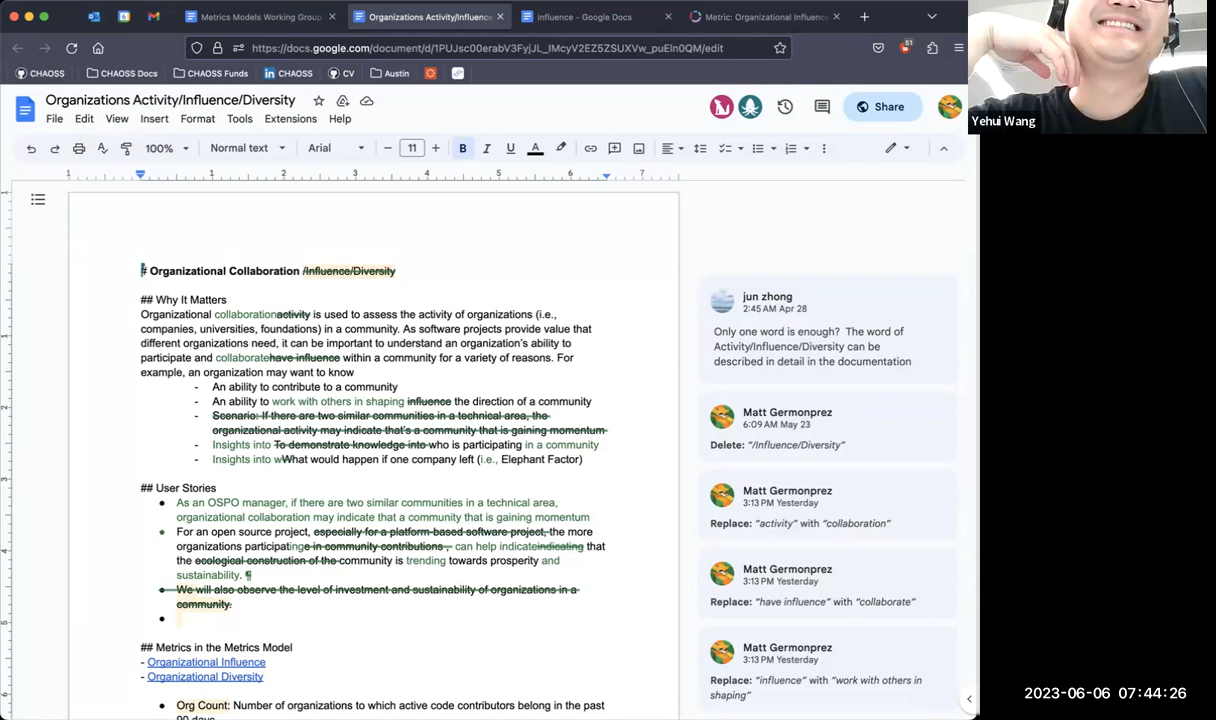 Metrics Models Working Group
Organizations Activity/Influence
Influence - Google Docs
Metric: Organizational Influence
https://docs.google.com/document/d/1PUJsc00erabV3FyjJL_IMcyV2EZ5ZSUXVw_puEln0QM/edit
51
CHAOSS
CHAOSS Docs
CHAOSS Funds
CHAOSS
CV
Austin
Yehui Wang
Organizations Activity/Influence/Diversity
File Edit View Insert Format Tools Extensions Help
Share
100%
Normal text
Arial
11
1 1 2 3 4 5 6 7
# Organizational Collaboration /Influence/Diversity
## Why It Matters
Organizational collaborationactivity is used to assess the activity of organizations (i.e.,
companies, universities, foundations) in a community. As software projects provide value that
different organizations need, it can be important to understand an organization's ability to
participate and collaboratehave influence within a community for a variety of reasons. For
example, an organization may want to know
- An ability to contribute to a community
- An ability to work with others in shaping influence the direction of a community
- Scenario: If there are two similar communities in a technical area, the
organizational activity may indicate that's a community that is gaining momentum
- Insights into To demonstrate knowledge into who is participating in a community
- Insights into wWhat would happen if one company left (i.e., Elephant Factor)
## User Stories
● As an OSPO manager, if there are two similar communities in a technical area,
organizational collaboration may indicate that a community that is gaining momentum
● For an open source project, especially for a platform-based software project, the more
organizations participatinge in community contributions , can help indicateindicating that
the ecological construction of the community is trending towards prosperity and
sustainability. ¶
● We will also observe the level of investment and sustainability of organizations in a
community.
●
## Metrics in the Metrics Model
- Organizational Influence
- Organizational Diversity
● Org Count: Number of organizations to which active code contributors belong in the past
90 days
jun zhong
2:45 AM Apr 28
Only one word is enough? The word of
Activity/Influence/Diversity can be
described in detail in the documentation
Matt Germonprez
6:09 AM May 23
Delete: "/Influence/Diversity"
Matt Germonprez
3:13 PM Yesterday
Replace: "activity" with "collaboration"
Matt Germonprez
3:13 PM Yesterday
Replace: "have influence" with "collaborate"
Matt Germonprez
3:13 PM Yesterday
Replace: "influence" with "work with others in
shaping"
2023-06-06 07:44:26